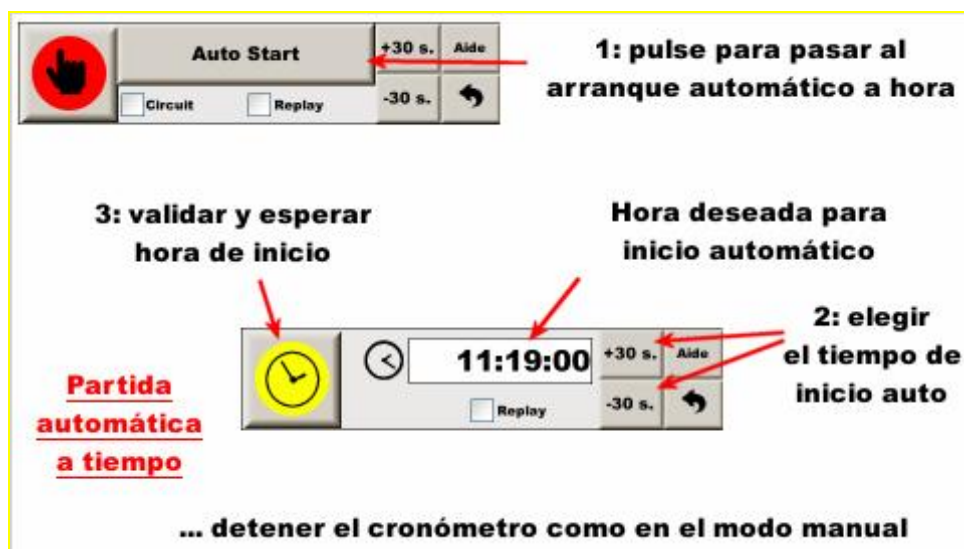 Auto Start
+30 s.
Aide
Circuit
Replay
-30 s.
1: pulse para pasar al
arranque automático a hora
3: validar y esperar
hora de inicio
Hora deseada para
inicio automático
11:19:00
+30 s.
Aide
Replay
-30 s.
2: elegir
el tiempo de
inicio auto
Partida
automática
a tiempo
... detener el cronómetro como en el modo manual